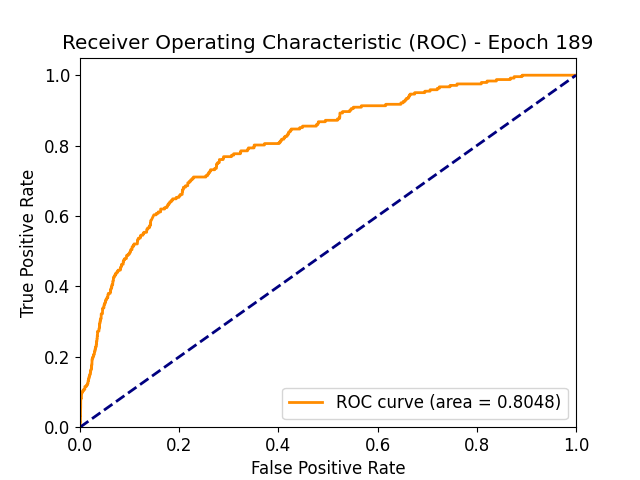 Receiver Operating Characteristic (ROC) - Epoch 189
True Positive Rate
1.0
0.8
0.6
0.4
0.2
0.0
ROC curve (area = 0.8048)
0.0 0.2 0.4 0.6 0.8 1.0
False Positive Rate